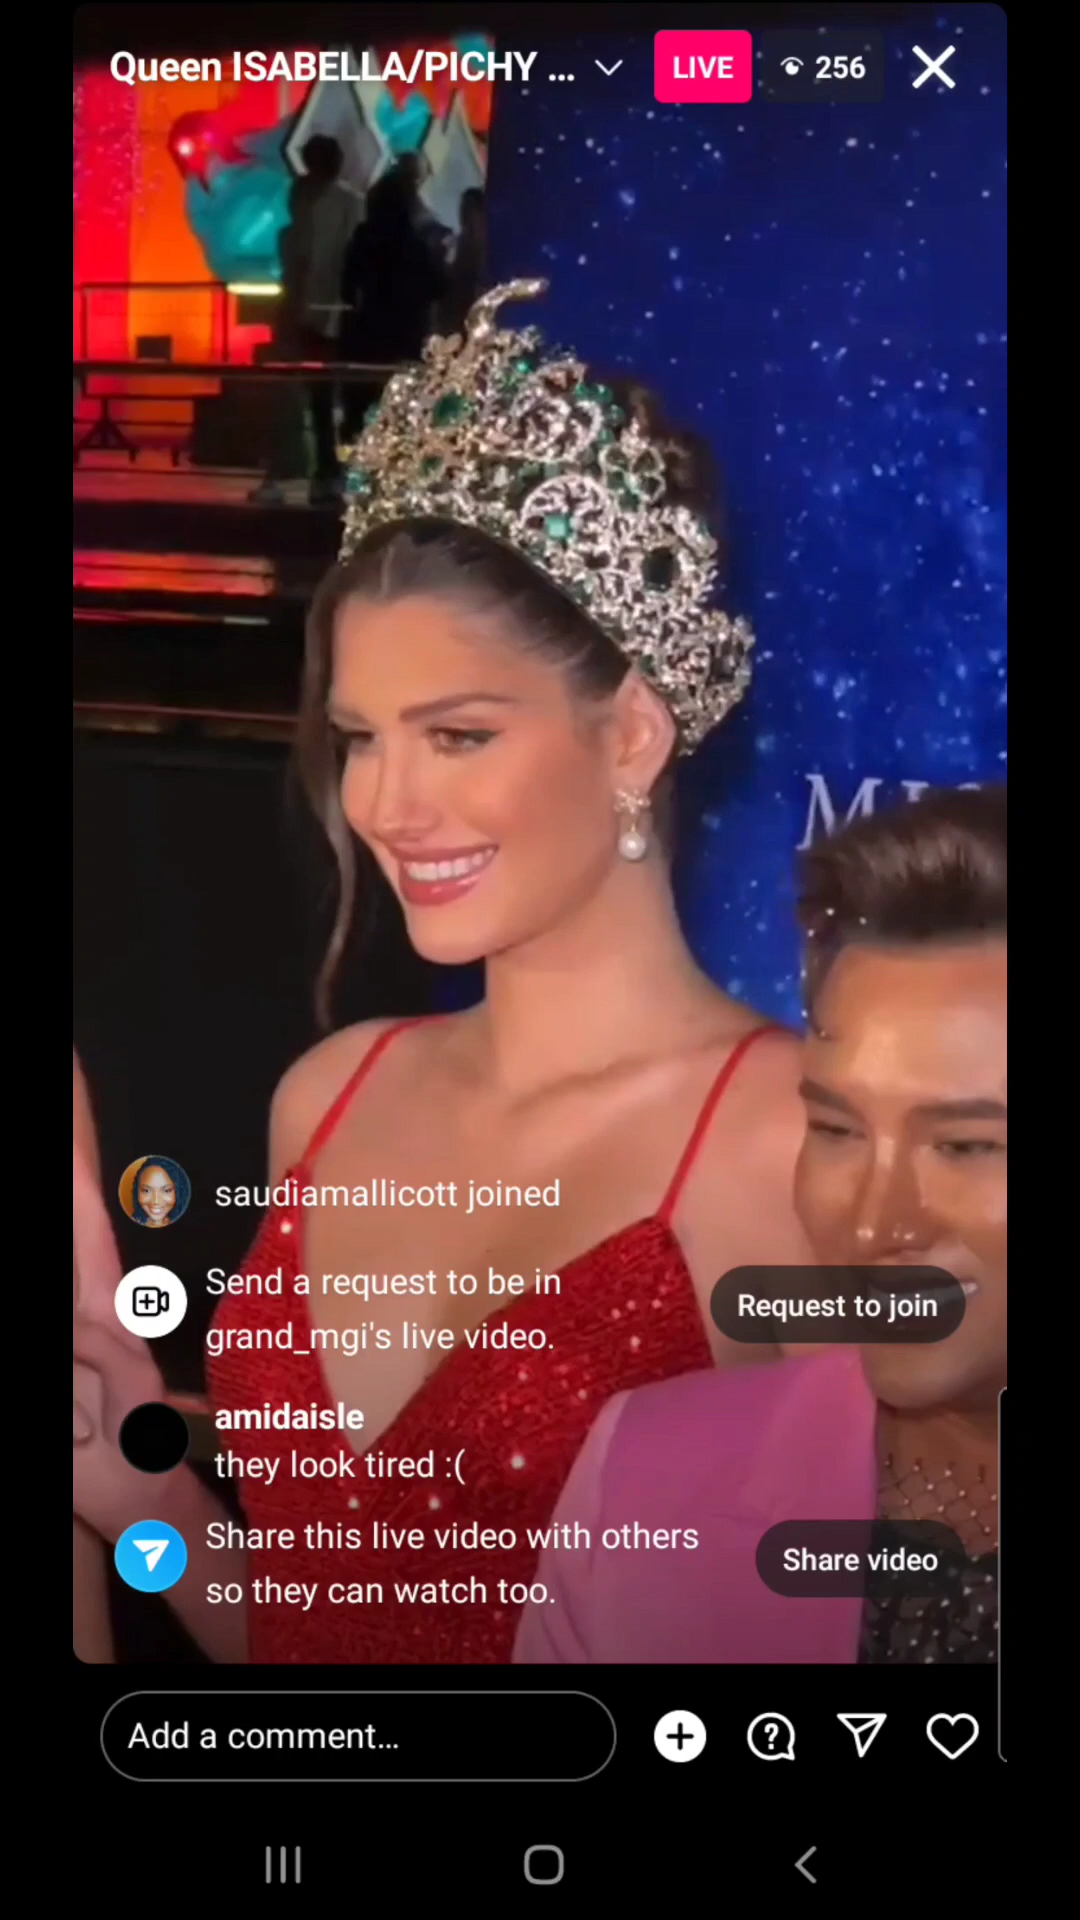 Queen ISABELLA/PICHY ...
LIVE
256
saudiamallicott joined
Send a request to be in
grand_mgi's live video.
Request to join
amidaisle
they look tired :(
Share this live video with others
so they can watch too.
Share video
Add a comment...